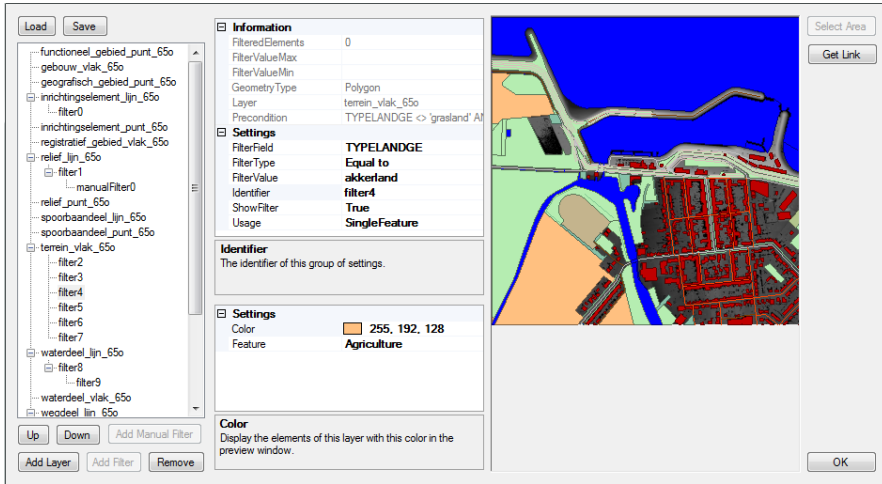 Load Save
functioneel_gebied_punt_65o
gebouw_vlak_65o
geografisch_gebied_punt_65o
inrichtingselement_lijn_65o
filter0
inrichtingselement_punt_65o
registratief_gebied_vlak_65o
relief_lijn_65o
filter1
manualFilter0
relief_punt_65o
spoorbaandeel_lijn_65o
spoorbaandeel_punt_65o
terrein_vlak_65o
filter2
filter3
filter4
filter5
filter6
filter7
waterdeel_lijn_65o
filter8
filter9
waterdeel_vlak_65o
wegdeel_lijn_65o
Up Down Add Manual Filter
Add Layer Add Filter Remove
Information
FilteredElements 0
FilterValueMax
FilterValueMin
GeometryType Polygon
Layer terrein_vlak_65o
Precondition TYPELANDGE <> 'grasland' AN
Settings
FilterField TYPELANDGE
FilterType Equal to
FilterValue akkerland
Identifier filter4
ShowFilter True
Usage SingleFeature
Identifier
The identifier of this group of settings.
Settings
Color 255, 192, 128
Feature Agriculture
Color
Display the elements of this layer with this color in the
preview window.
Select Area
Get Link
OK